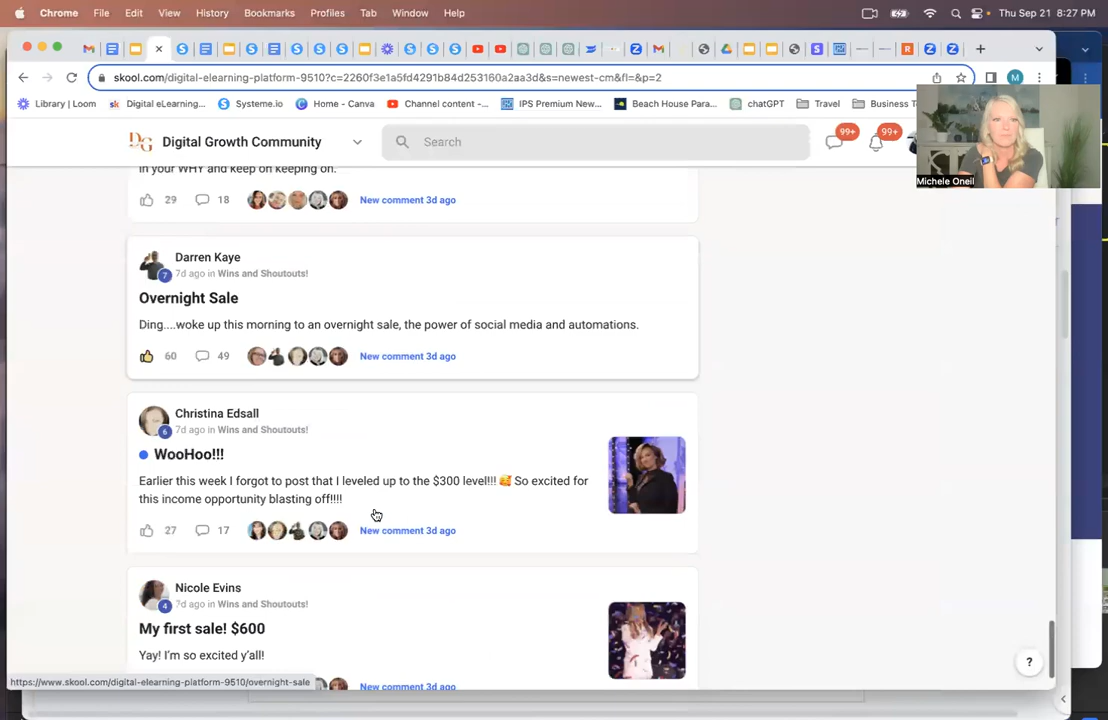 Chrome File Edit View History Bookmarks Profiles Tab Window Help Thu Sep 21 8:27 PM
skool.com/digital-elearning-platform-9510?c=2260f3e1a5fd4291b84d253160a2aa3d&s=newest-cm&fl=&p=2
Library | Loom Digital eLearning... Systeme.io Home - Canva Channel content -... IPS Premium New... Beach House Para... chatGPT Travel Business
Michele Oneil
Digital Growth Community Search 99+ 99+
in your WHY and keep on keeping on.
29 18 New comment 3d ago
Darren Kaye
7 7d ago in Wins and Shoutouts!
Overnight Sale
Ding....woke up this morning to an overnight sale, the power of social media and automations.
60 49 New comment 3d ago
Christina Edsall
6 7d ago in Wins and Shoutouts!
WooHoo!!!
Earlier this week I forgot to post that I leveled up to the $300 level!!! 🥰 So excited for
this income opportunity blasting off!!!!
27 17 New comment 3d ago
Nicole Evins
4 7d ago in Wins and Shoutouts!
My first sale! $600
Yay! I'm so excited y'all!
New comment 3d ago
https://www.skool.com/digital-elearning-platform-9510/overnight-sale
?